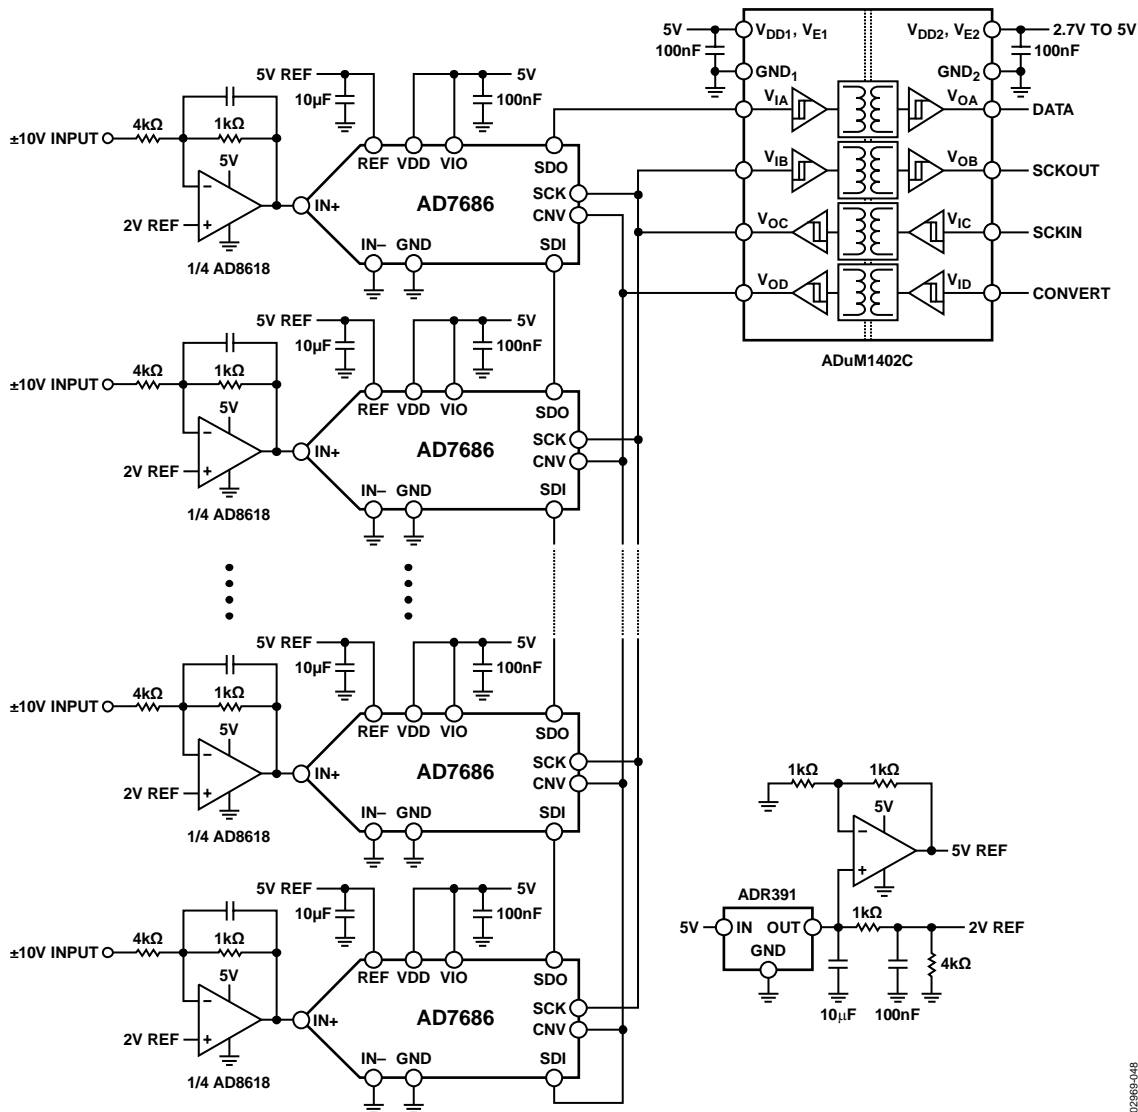 5V
100nF
VDD1, VE1
VDD2, VE2
2.7V TO 5V
100nF
GND1
GND2
VIA
VOA
DATA
VIB
VOB
SCKOUT
VOC
VIC
SCKIN
VOD
VID
CONVERT
ADuM1402C
5V REF
10µF
5V
100nF
±10V INPUT
4kΩ
1kΩ
5V
2V REF
1/4 AD8618
REF
VDD
VIO
SDO
SCK
CNV
SDI
AD7686
IN+
IN–
GND
5V REF
10µF
5V
100nF
±10V INPUT
4kΩ
1kΩ
5V
2V REF
1/4 AD8618
REF
VDD
VIO
SDO
SCK
CNV
SDI
AD7686
IN+
IN–
GND
5V REF
10µF
5V
100nF
±10V INPUT
4kΩ
1kΩ
5V
2V REF
1/4 AD8618
REF
VDD
VIO
SDO
SCK
CNV
SDI
AD7686
IN+
IN–
GND
5V REF
10µF
5V
100nF
±10V INPUT
4kΩ
1kΩ
5V
2V REF
1/4 AD8618
REF
VDD
VIO
SDO
SCK
CNV
SDI
AD7686
IN+
IN–
GND
1kΩ
1kΩ
5V
5V REF
ADR391
5V
IN
OUT
GND
1kΩ
2V REF
4kΩ
10µF
100nF
02969-048